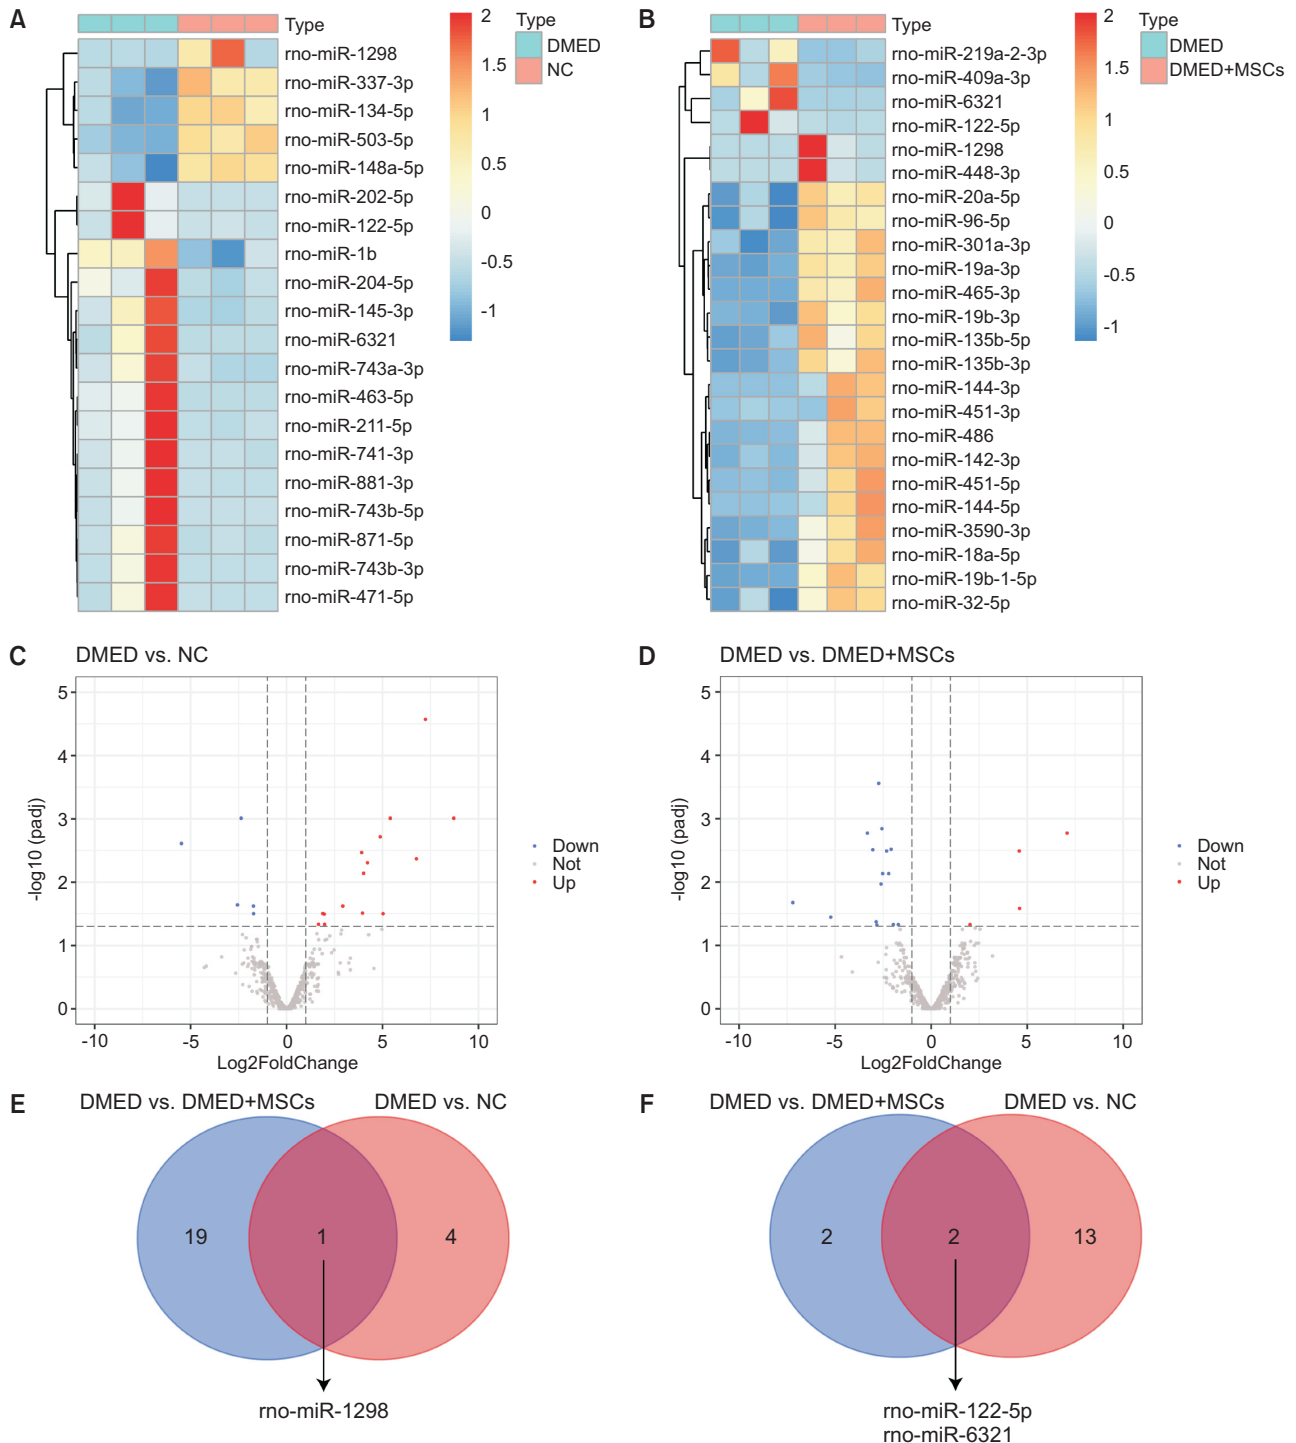 A
Type
DMED
NC
2
1.5
1
0.5
0
-0.5
-1
rno-miR-1298
rno-miR-337-3p
rno-miR-134-5p
rno-miR-503-5p
rno-miR-148a-5p
rno-miR-202-5p
rno-miR-122-5p
rno-miR-1b
rno-miR-204-5p
rno-miR-145-3p
rno-miR-6321
rno-miR-743a-3p
rno-miR-463-5p
rno-miR-211-5p
rno-miR-741-3p
rno-miR-881-3p
rno-miR-743b-5p
rno-miR-871-5p
rno-miR-743b-3p
rno-miR-471-5p
B
Type
DMED
DMED+MSCs
2
1.5
1
0.5
0
-0.5
-1
rno-miR-219a-2-3p
rno-miR-409a-3p
rno-miR-6321
rno-miR-122-5p
rno-miR-1298
rno-miR-448-3p
rno-miR-20a-5p
rno-miR-96-5p
rno-miR-301a-3p
rno-miR-19a-3p
rno-miR-465-3p
rno-miR-19b-3p
rno-miR-135b-5p
rno-miR-135b-3p
rno-miR-144-3p
rno-miR-451-3p
rno-miR-486
rno-miR-142-3p
rno-miR-451-5p
rno-miR-144-5p
rno-miR-3590-3p
rno-miR-18a-5p
rno-miR-19b-1-5p
rno-miR-32-5p
C
DMED vs. NC
-log10 (padj)
5
4
3
2
1
0
-10 -5 0 5 10
Log2FoldChange
Down
Not
Up
D
DMED vs. DMED+MSCs
-log10 (padj)
5
4
3
2
1
0
-10 -5 0 5 10
Log2FoldChange
Down
Not
Up
E
DMED vs. DMED+MSCs DMED vs. NC
19 1 4
rno-miR-1298
F
DMED vs. DMED+MSCs DMED vs. NC
2 2 13
rno-miR-122-5p
rno-miR-6321